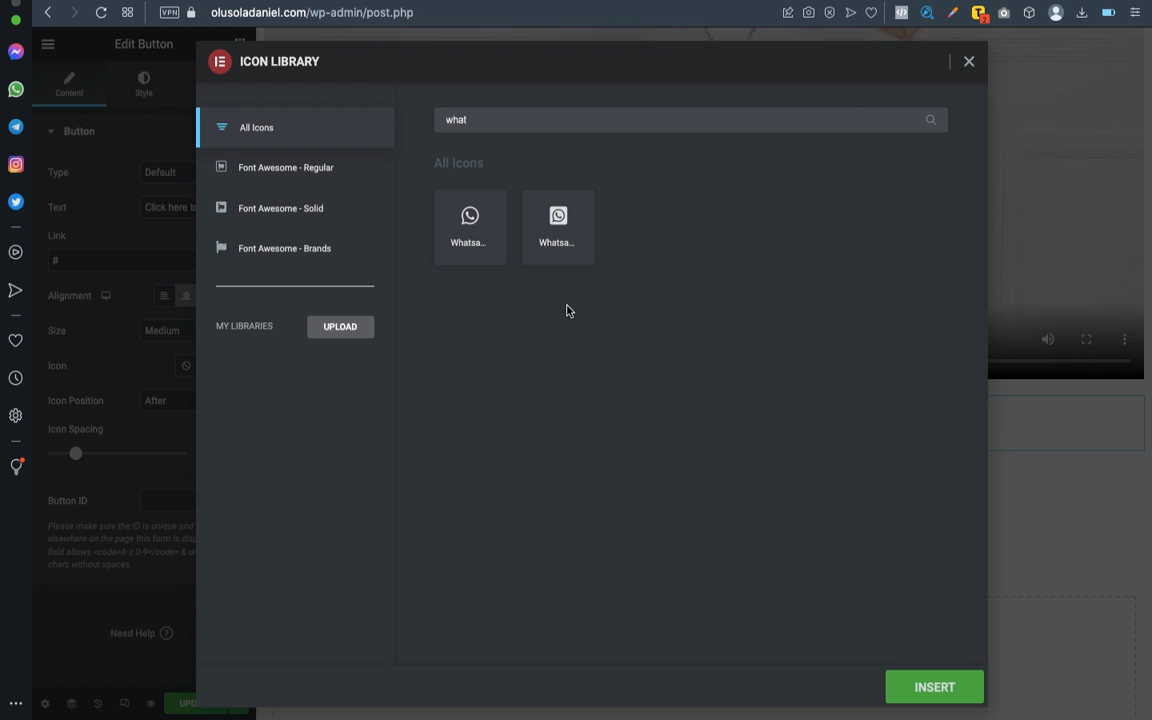 VPN
olusoladaniel.com/wp-admin/post.php
2
Edit Button
Content
Style
Button
Type
Default
Text
Click here to
Link
#
Alignment
Size
Medium
Icon
Icon Position
After
Icon Spacing
Button ID
Please make sure the ID is unique and
elsewhere on the page this form is disp
field allows <code>A-z 0-9</code> & un
chars without spaces.
Need Help ?
ICON LIBRARY
All Icons
Font Awesome - Regular
Font Awesome - Solid
Font Awesome - Brands
MY LIBRARIES
UPLOAD
what
All Icons
Whatsa...
Whatsa...
INSERT